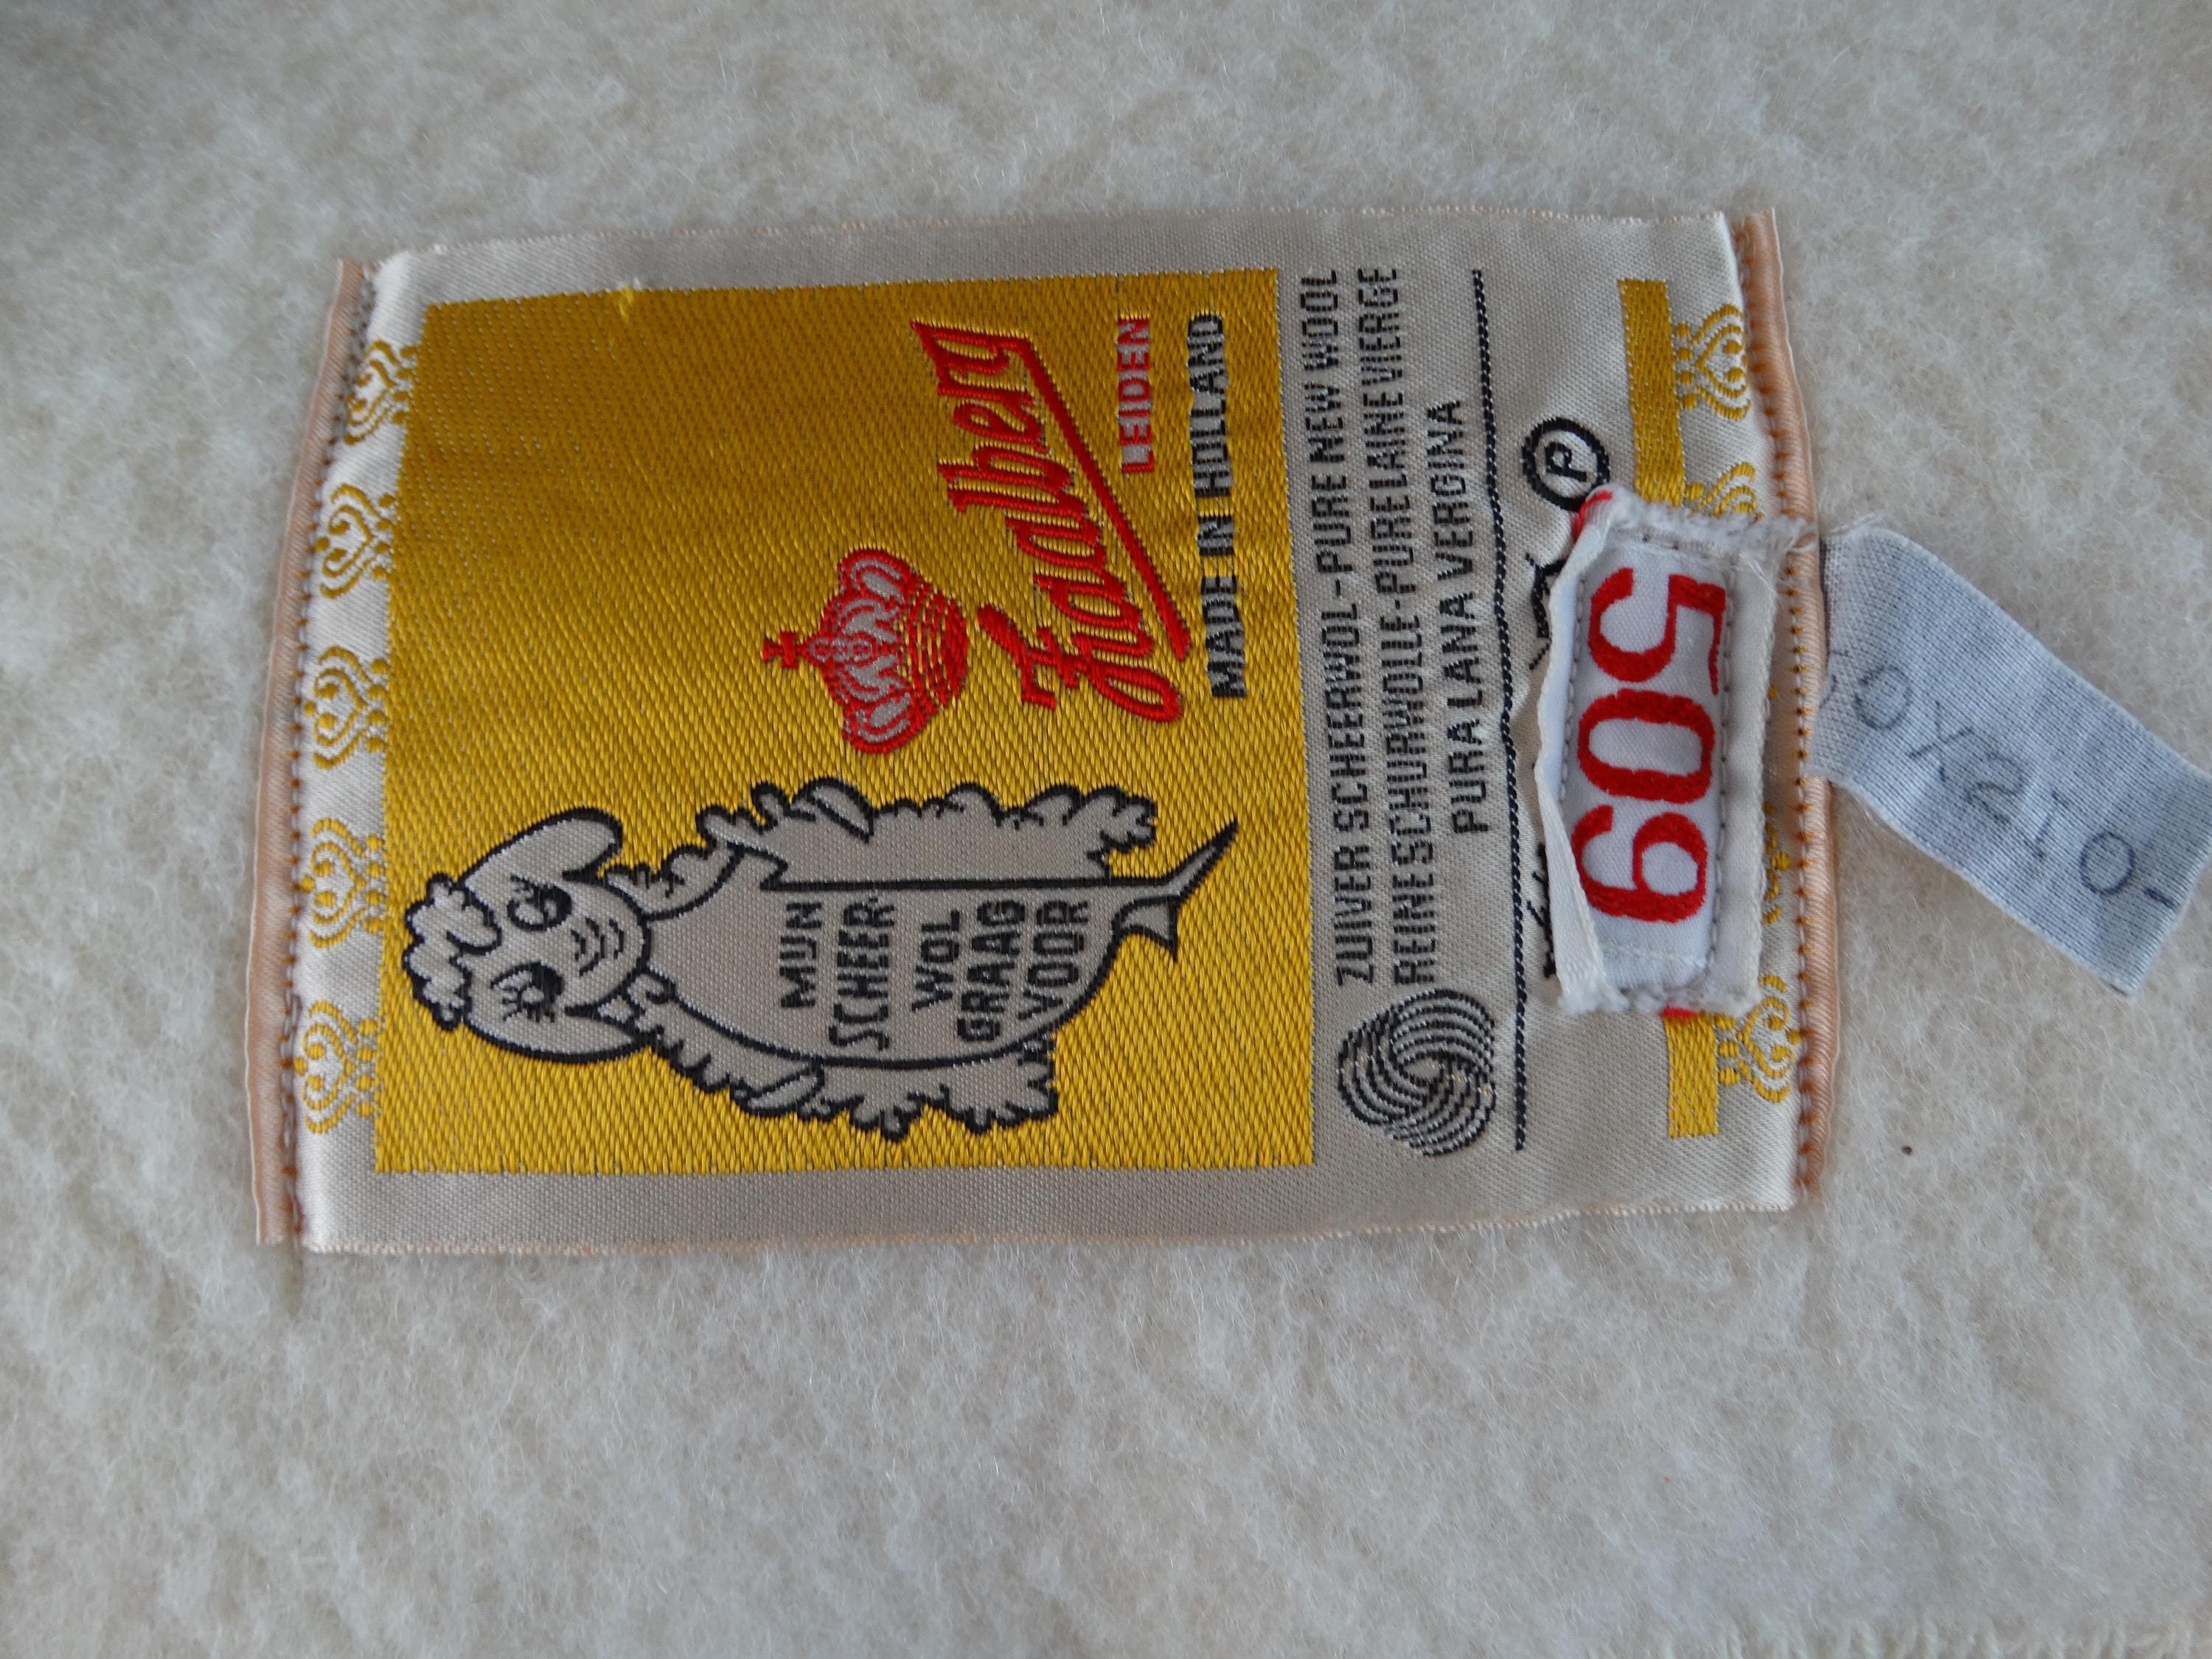 MIJN
SCHEER-
WOL
GRAAG
VOOR
Zaalberg
LEIDEN
MADE IN HOLLAND
ZUIVER SCHEERWOL-PURE NEW WOOL
REINE SCHURWOLLE-PURE LAINE VIERGE
PURA LANA VERGINA
P
609